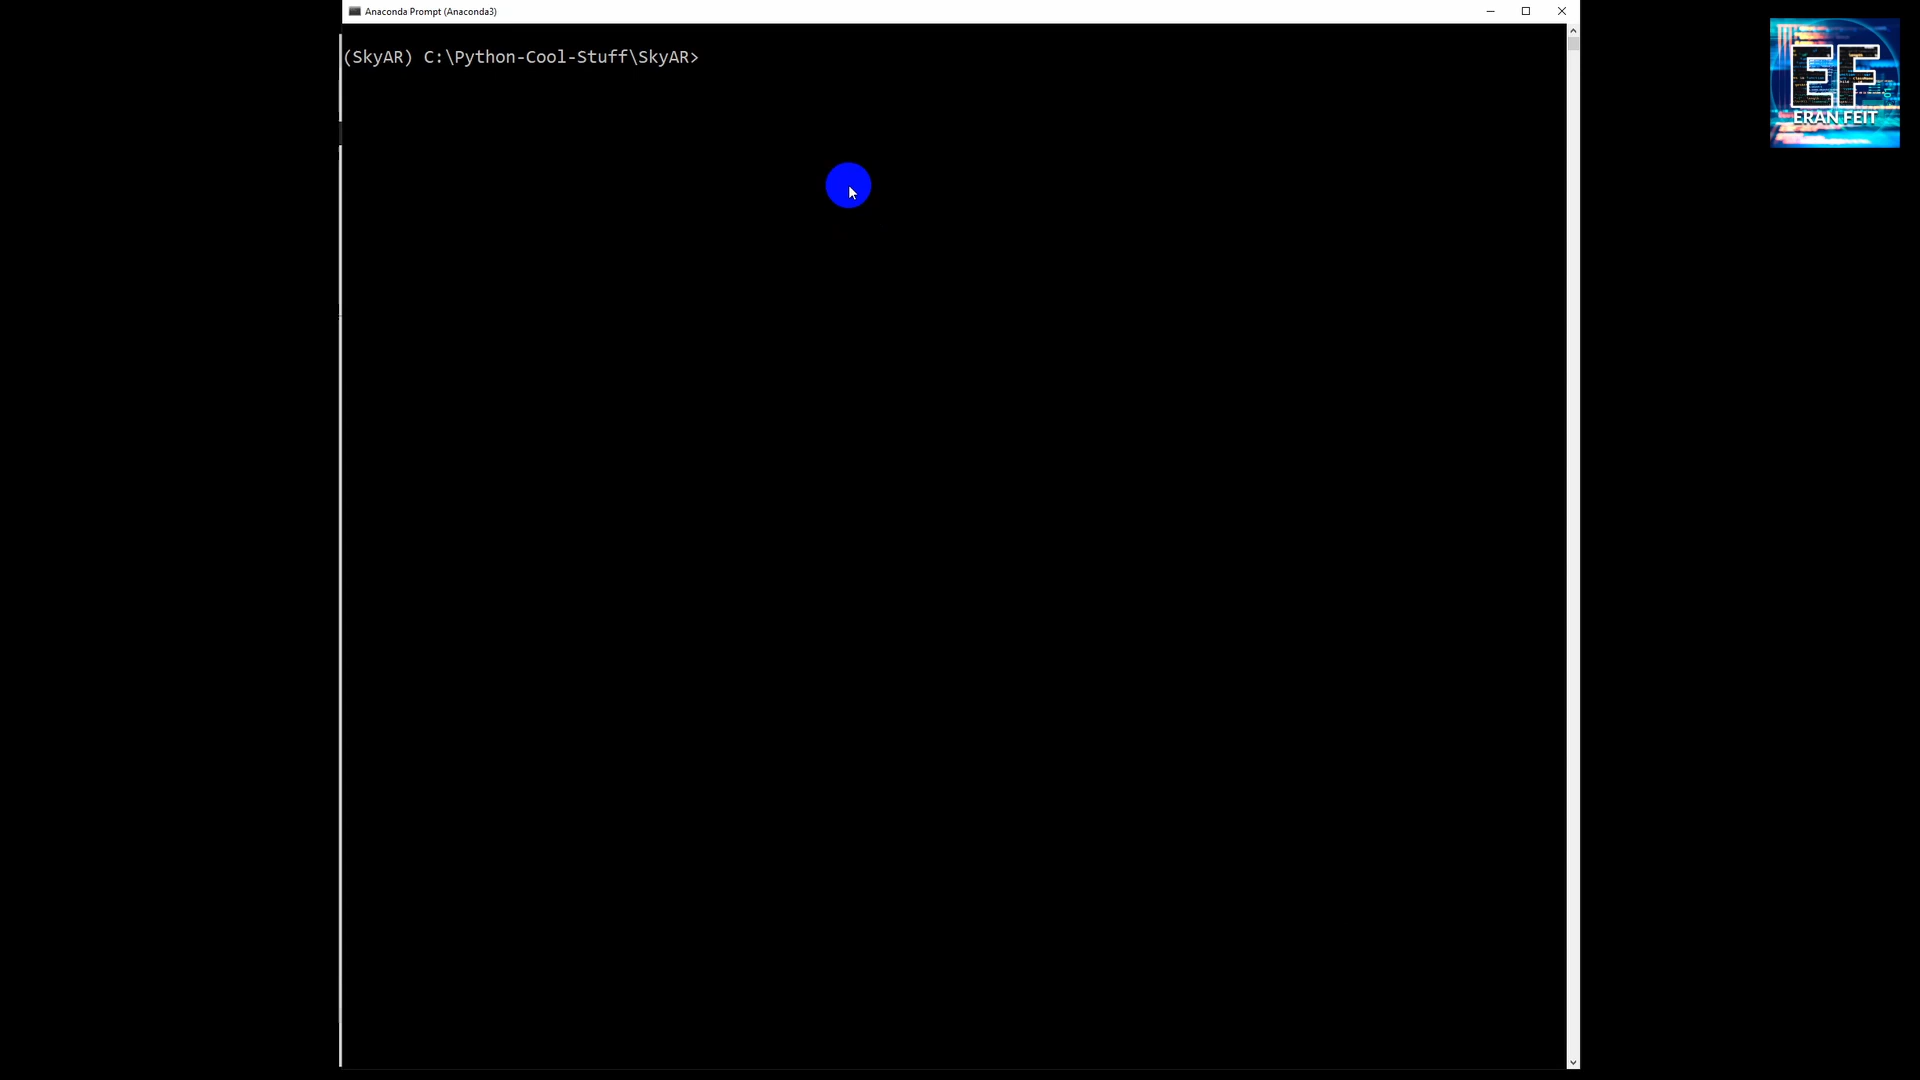 Anaconda Prompt (Anaconda3)
(SkyAR) C:\Python-Cool-Stuff\SkyAR>
EF
ERAN FEIT